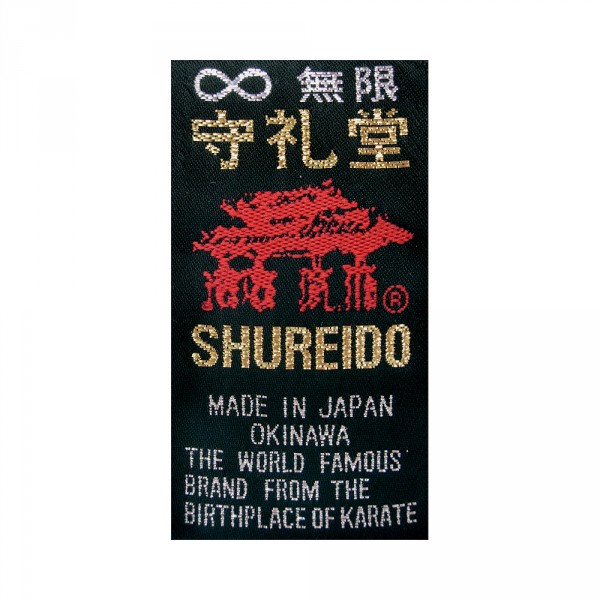 ∞ 無限
守礼堂
®
SHUREIDO
MADE IN JAPAN
OKINAWA
THE WORLD FAMOUS
BRAND FROM THE
BIRTHPLACE OF KARATE